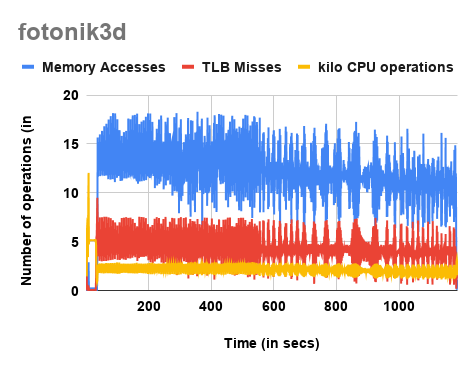 fotonik3d
Memory Accesses TLB Misses kilo CPU operations
Number of operations (in
20
15
10
5
0
200 400 600 800 1000
Time (in secs)